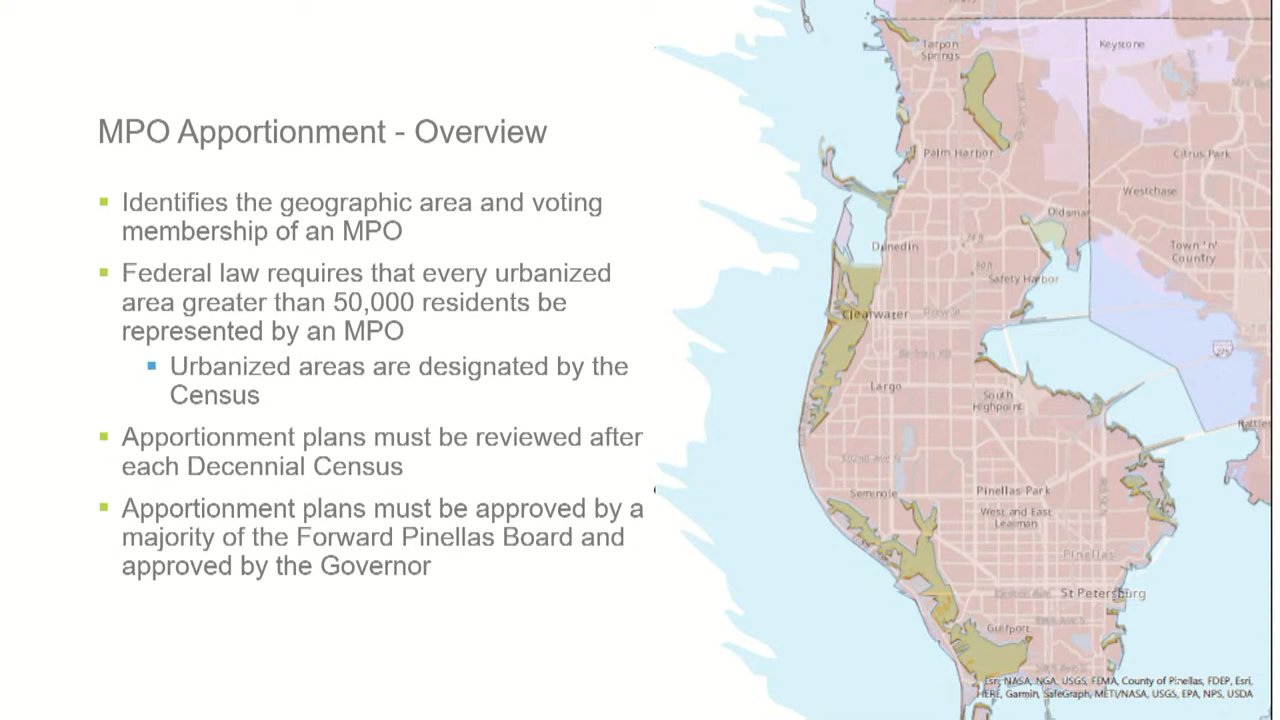 MPO Apportionment - Overview
Identifies the geographic area and voting
membership of an MPO
Federal law requires that every urbanized
area greater than 50,000 residents be
represented by an MPO
Urbanized areas are designated by the
Census
Apportionment plans must be reviewed after
each Decennial Census
Apportionment plans must be approved by a
majority of the Forward Pinellas Board and
approved by the Governor
Tarpon
Springs
Keystone
Palm Harbor
Citrus Park
Westchase
Oldsmar
Dunedin
Town 'n'
Country
Safety Harbor
Clearwater
Largo
South
Highpoint
Seminole
Pinellas Park
West and East
Lealman
Pinellas
St Petersburg
Gulfport
Esri, NASA, NGA, USGS, FEMA, County of Pinellas, FDEP, Esri,
HERE, Garmin, SafeGraph, METI/NASA, USGS, EPA, NPS, USDA